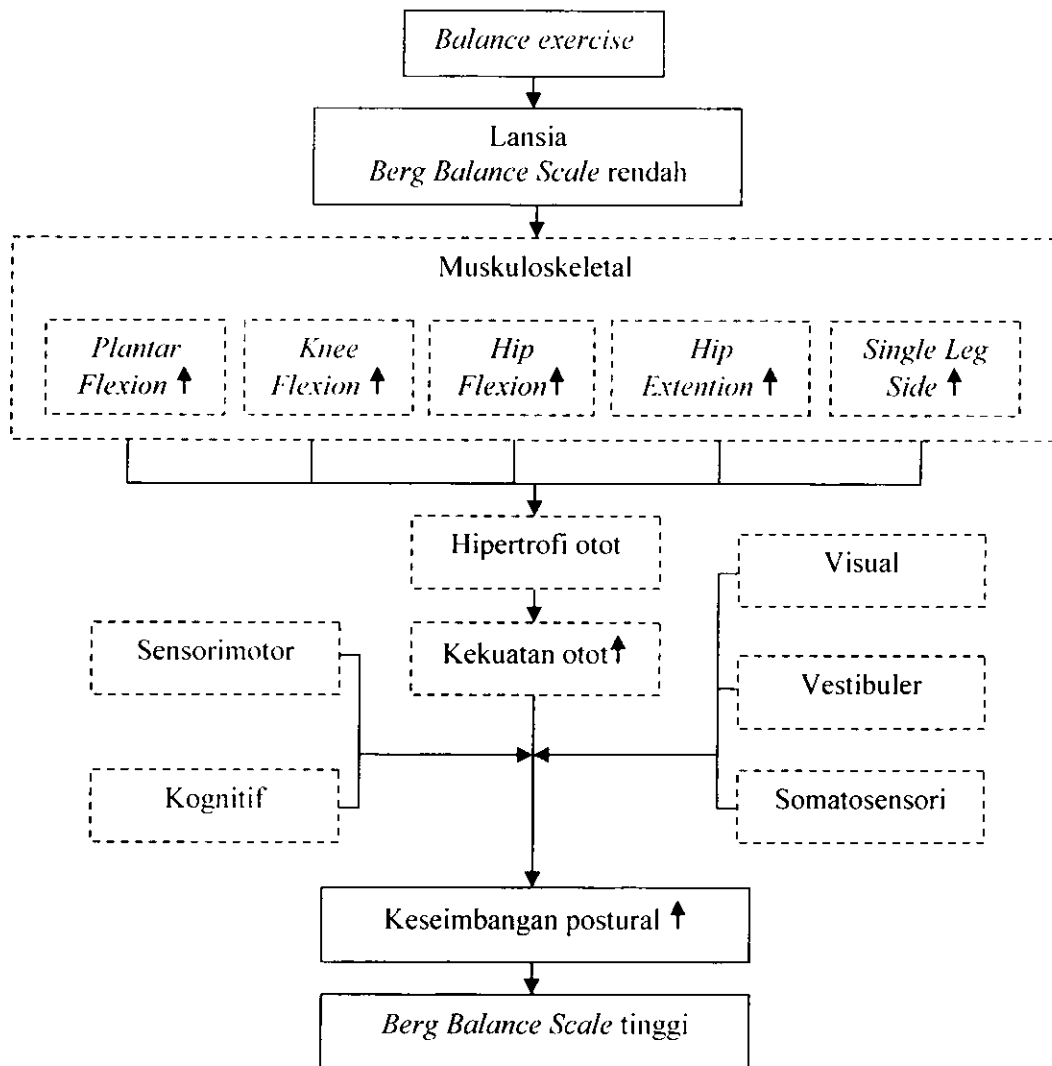 Balance exercise
Lansia
Berg Balance Scale rendah
Muskuloskeletal
Plantar
Flexion ↑
Knee
Flexion ↑
Hip
Flexion ↑
Hip
Extention ↑
Single Leg
Side ↑
Hipertrofi otot
Visual
Sensorimotor
Kekuatan otot ↑
Vestibuler
Kognitif
Somatosensori
Keseimbangan postural ↑
Berg Balance Scale tinggi